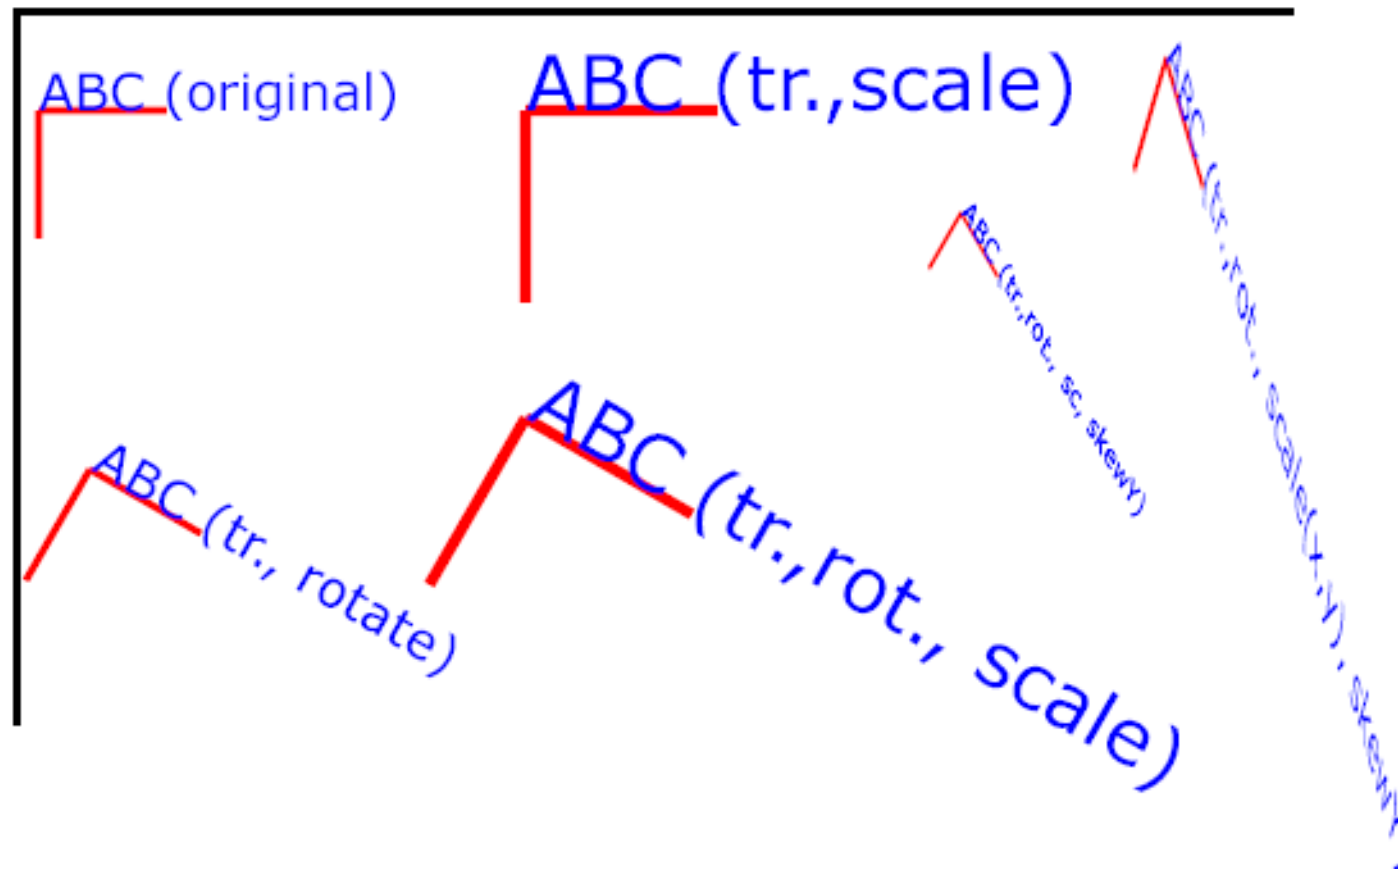 ABC (original)
ABC (tr.,scale)
ABC (tr.,rot., scale(x,y), skewY
ABC (tr.,rot., sc, skewY)
ABC (tr., rotate)
ABC (tr.,rot., scale)